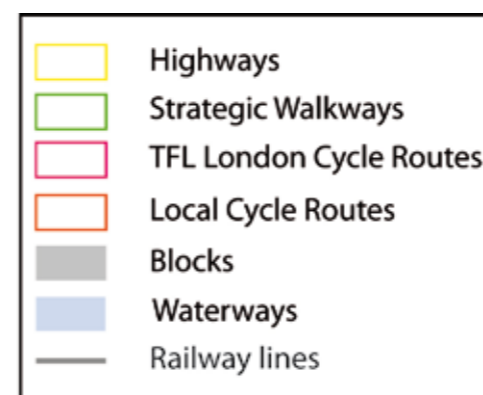 Highways
Strategic Walkways
TFL London Cycle Routes
Local Cycle Routes
Blocks
Waterways
Railway lines